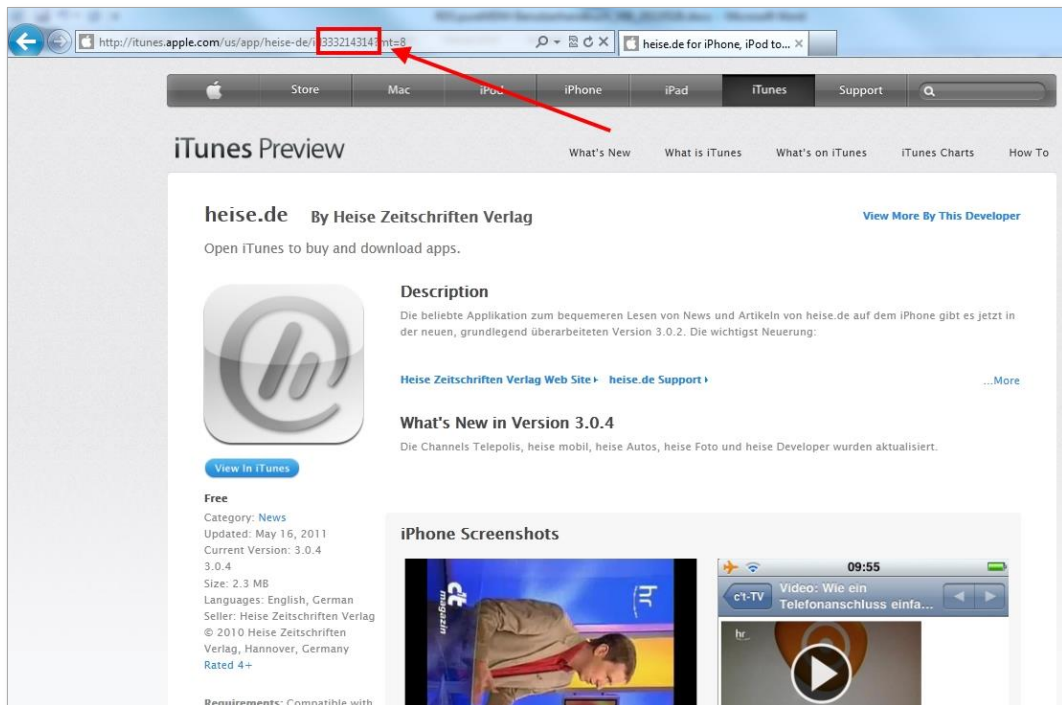 http://itunes.apple.com/us/app/heise-de/id333214314?mt=8
heise.de for iPhone, iPod to...
Store Mac iPod iPhone iPad iTunes Support
iTunes Preview
What's New What is iTunes What's on iTunes iTunes Charts How To
heise.de By Heise Zeitschriften Verlag
View More By This Developer
Open iTunes to buy and download apps.
Description
Die beliebte Applikation zum bequemeren Lesen von News und Artikeln von heise.de auf dem iPhone gibt es jetzt in
der neuen, grundlegend überarbeiteten Version 3.0.2. Die wichtigst Neuerung:
Heise Zeitschriften Verlag Web Site heise.de Support ...More
What's New in Version 3.0.4
Die Channels Telepolis, heise mobil, heise Autos, heise Foto und heise Developer wurden aktualisiert.
View In iTunes
Free
Category: News
Updated: May 16, 2011
Current Version: 3.0.4
3.0.4
Size: 2.3 MB
Languages: English, German
Seller: Heise Zeitschriften Verlag
© 2010 Heise Zeitschriften
Verlag, Hannover, Germany
Rated 4+
Requirements: Compatible with
iPhone Screenshots
c't
magazin
hr
09:55
c't-TV
Video: Wie ein
Telefonanschluss einfa...
hr